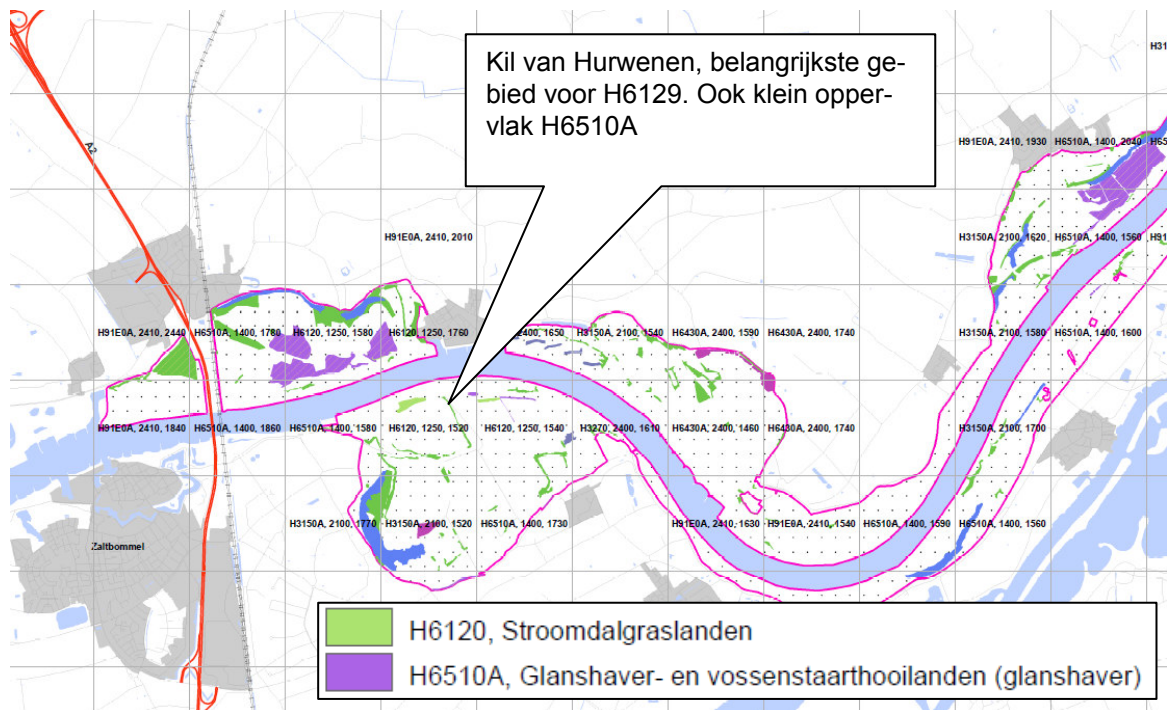 Kil van Hurwenen, belangrijkste ge-
bied voor H6129. Ook klein opper-
vlak H6510A
H31
A2
H91E0A, 2410, 1930 H6510A, 1400, 2040 H65
H91E0A, 2410, 2010
H3150A, 2100, 1620 H6510A, 1400, 1560 H91
H91E0A, 2410, 2440 H6510A, 1400, 1780 H6120, 1250, 1580 H6120, 1250, 1760 2400, 1650 H3150A, 2100, 1540 H6430A, 2400, 1590 H6430A, 2400, 1740 H3150A, 2100, 1580 H6510A, 1400, 1600
H91E0A, 2410, 1840 H6510A, 1400, 1860 H6510A, 1400, 1580 H6120, 1250, 1520 H6120, 1250, 1540 H3270, 2400, 1610 H6430A, 2400, 1460 H6430A, 2400, 1740 H3150A, 2100, 1700
H3150A, 2100, 1770 H3150A, 2100, 1520 H6510A, 1400, 1730 H91E0A, 2410, 1630 H91E0A, 2410, 1540 H6510A, 1400, 1590 H6510A, 1400, 1560
Zaltbommel
H6120, Stroomdalgraslanden
H6510A, Glanshaver- en vossenstaarthooilanden (glanshaver)